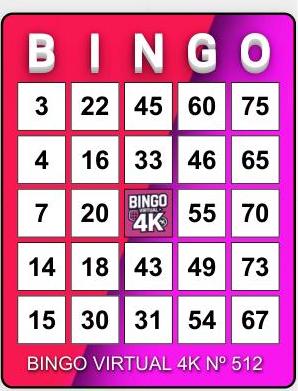 B I N G O
3 22 45 60 75
4 16 33 46 65
7 20 BINGO VIRTUAL 4K 55 70
14 18 43 49 73
15 30 31 54 67
BINGO VIRTUAL 4K Nº 512